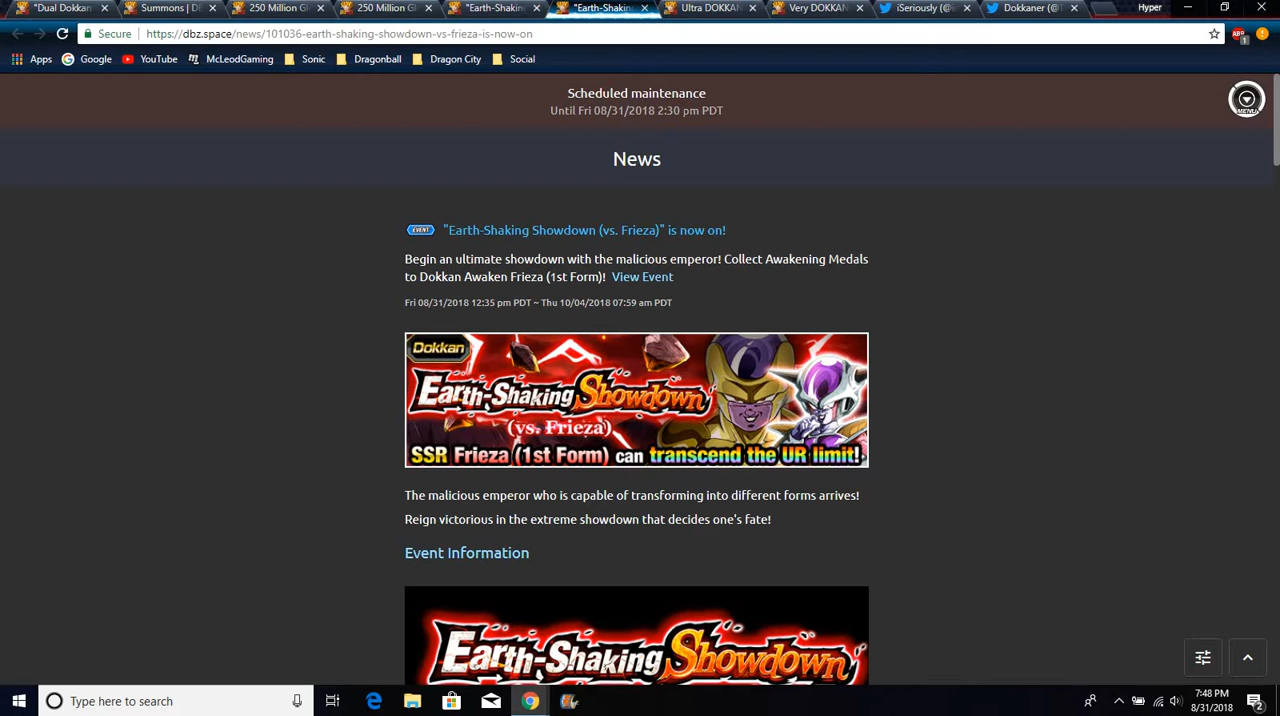 "Dual Dokkan
Summons | DB
250 Million Gl
250 Million Gl
"Earth-Shakin
"Earth-Shakin
Ultra DOKKAN
Very DOKKAN
iSeriously (@
Dokkaner (@
Hyper
Secure
https://dbz.space/news/101036-earth-shaking-showdown-vs-frieza-is-now-on
ABP
1
Apps
Google
YouTube
McLeodGaming
Sonic
Dragonball
Dragon City
Social
Scheduled maintenance
Until Fri 08/31/2018 2:30 pm PDT
MENU
News
EVENT "Earth-Shaking Showdown (vs. Frieza)" is now on!
Begin an ultimate showdown with the malicious emperor! Collect Awakening Medals
to Dokkan Awaken Frieza (1st Form)! View Event
Fri 08/31/2018 12:35 pm PDT ~ Thu 10/04/2018 07:59 am PDT
Dokkan
Earth-Shaking Showdown
(vs. Frieza)
SSR Frieza (1st Form) can transcend the UR limit!
The malicious emperor who is capable of transforming into different forms arrives!
Reign victorious in the extreme showdown that decides one's fate!
Event Information
Earth-Shaking Showdown
Type here to search
7:48 PM
8/31/2018
2